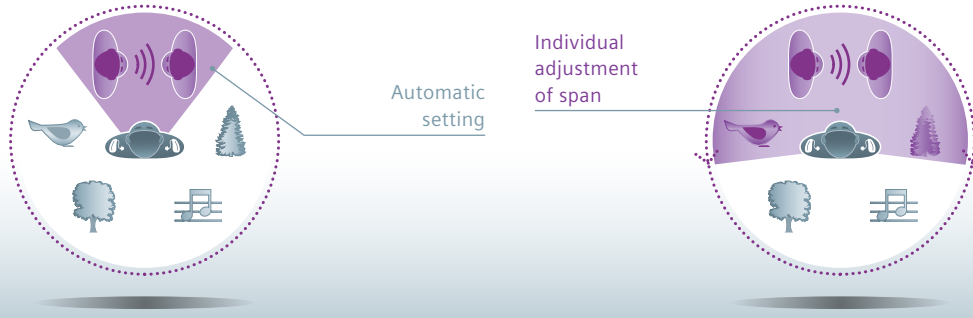 Automatic
setting
Individual
adjustment
of span